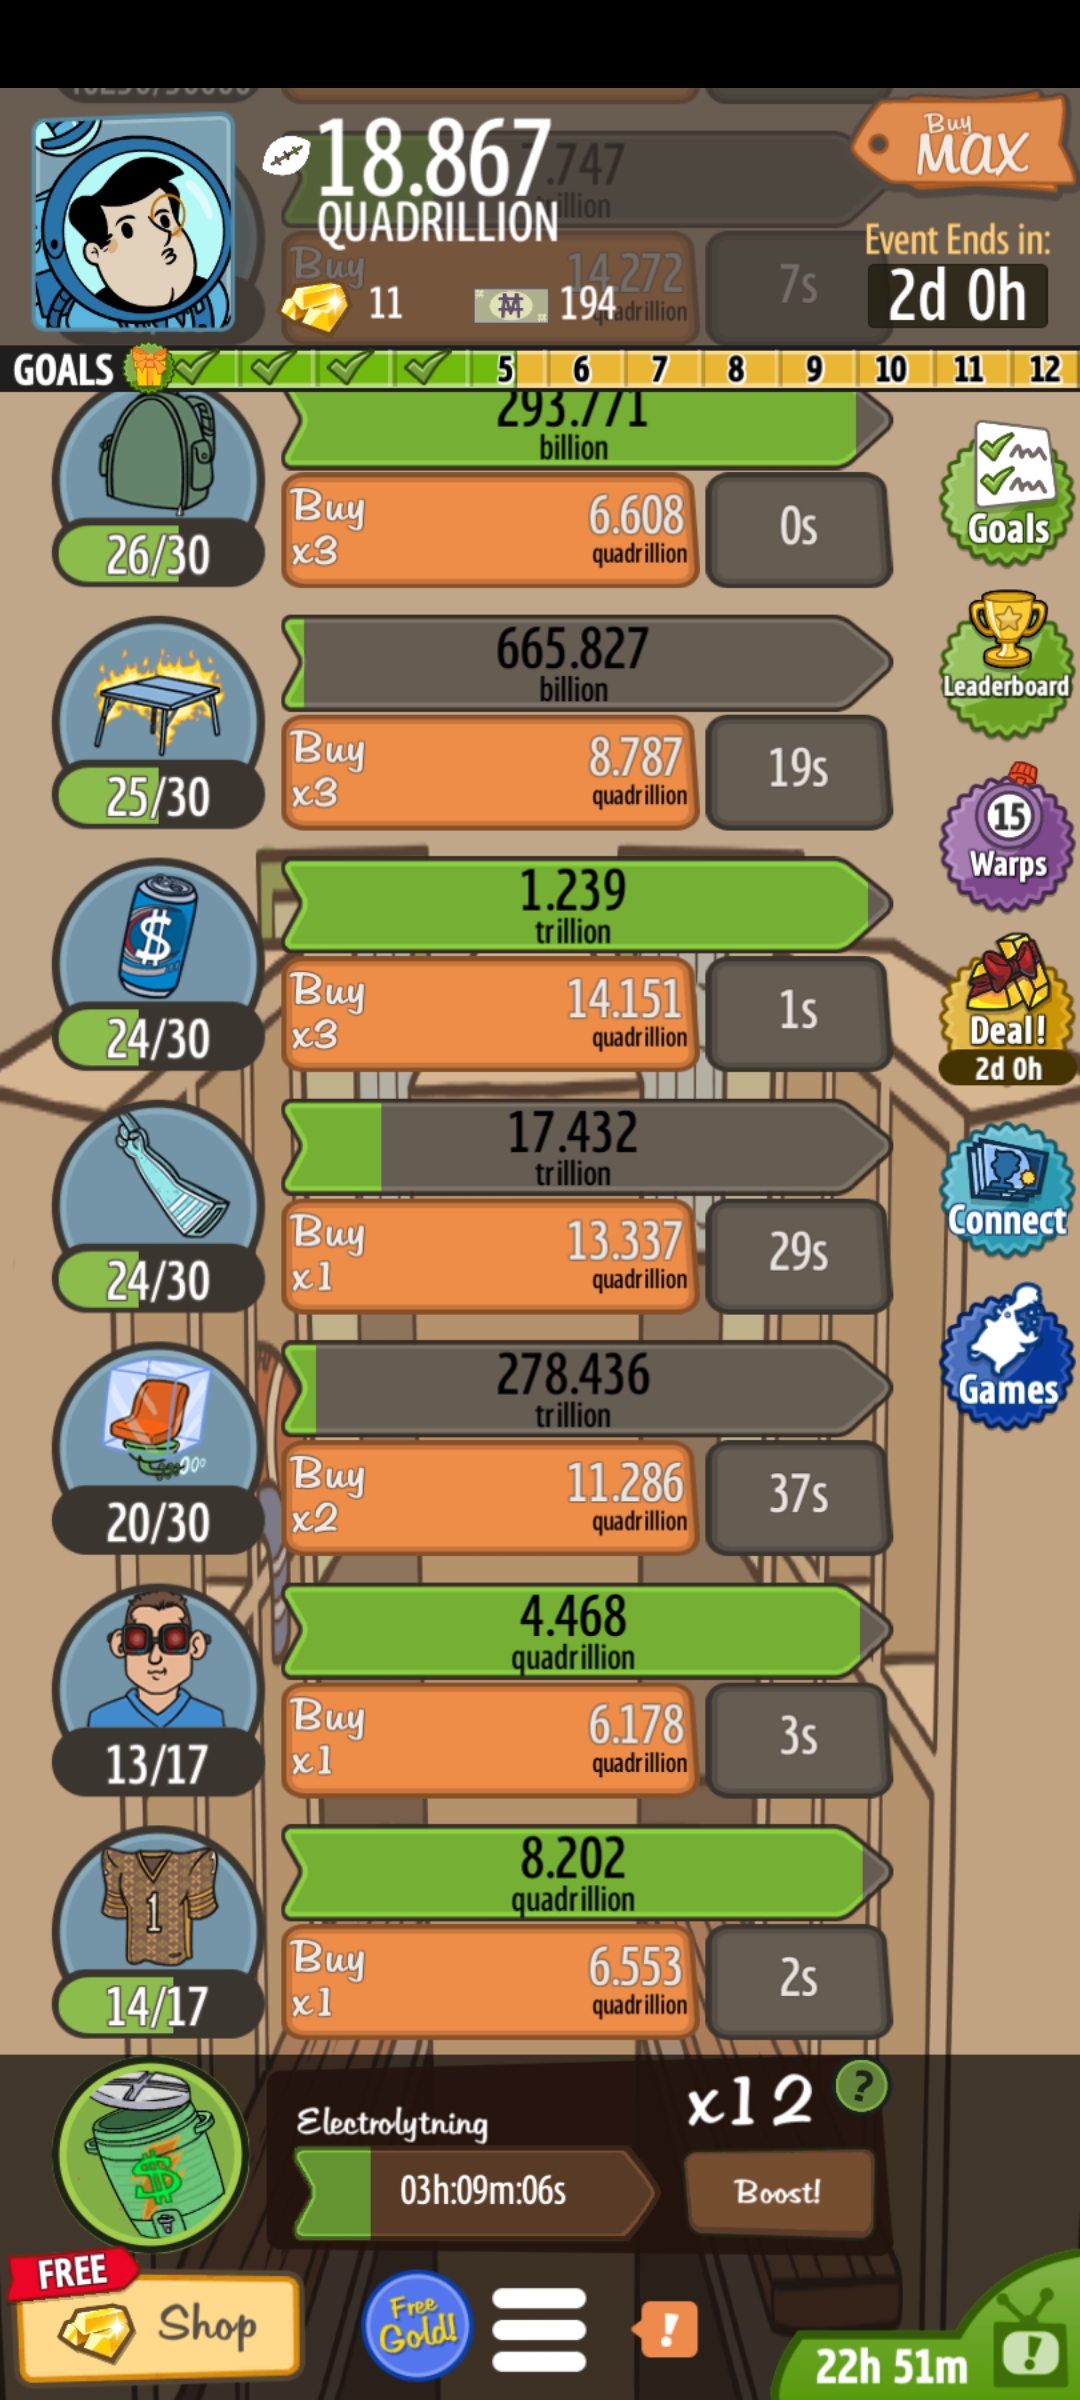 18.867
QUADRILLION
Buy
MAX
.747
Buy
14.272
7s
11
194
Event Ends in:
2d 0h
GOALS
5 6 7 8 9 10 11 12
293.771
billion
26/30
Buy
x3
6.608
quadrillion
0s
Goals
665.827
billion
25/30
Buy
x3
8.787
quadrillion
19s
Leaderboard
$
1.239
trillion
24/30
Buy
x3
14.151
quadrillion
1s
15
Warps
Deal!
2d 0h
17.432
trillion
24/30
Buy
x1
13.337
quadrillion
29s
Connect
278.436
trillion
20/30
Buy
x2
11.286
quadrillion
37s
Games
4.468
quadrillion
13/17
Buy
x1
6.178
quadrillion
3s
1
8.202
quadrillion
14/17
Buy
x1
6.553
quadrillion
2s
$
Electrolytning
03h:09m:06s
x12
?
Boost!
FREE
Shop
Free
Gold!
!
22h 51m
!